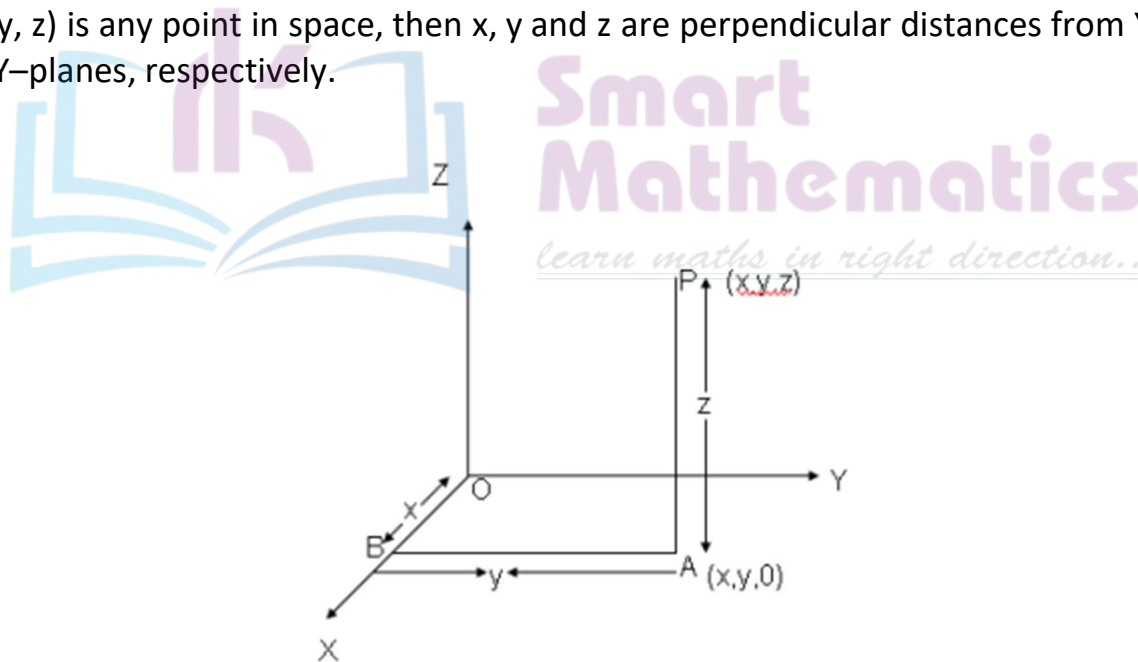 y, z) is any point in space, then x, y and z are perpendicular distances from
Y–planes, respectively.
rk
Smart
Mathematics
learn maths in right direction..
Z
P (x,y,z)
z
O
Y
x
B
y
A (x,y,0)
X